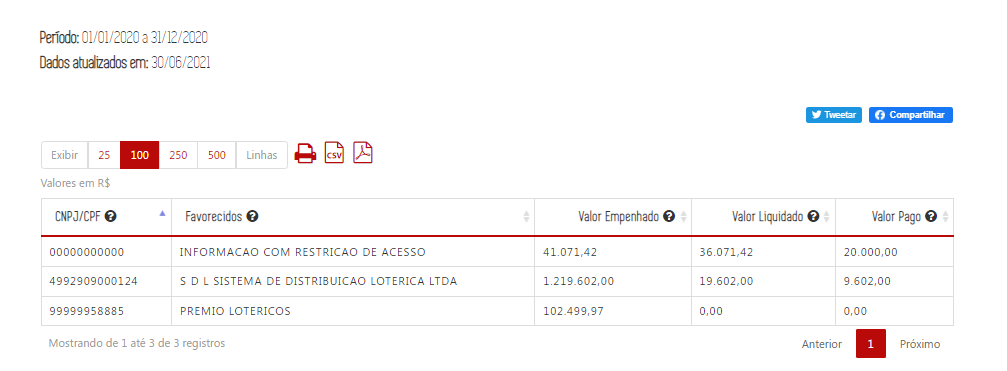 Período: 01/01/2020 a 31/12/2020
Dados atualizados em: 30/06/2021
Tweetar Compartilhar
Exibir 25 100 250 500 Linhas CSV
Valores em R$
CNPJ/CPF Favorecidos Valor Empenhado Valor Liquidado Valor Pago
00000000000 INFORMACAO COM RESTRICAO DE ACESSO 41.071,42 36.071,42 20.000,00
4992909000124 S D L SISTEMA DE DISTRIBUICAO LOTERICA LTDA 1.219.602,00 19.602,00 9.602,00
99999958885 PREMIO LOTERICOS 102.499,97 0,00 0,00
Mostrando de 1 até 3 de 3 registros Anterior 1 Próximo